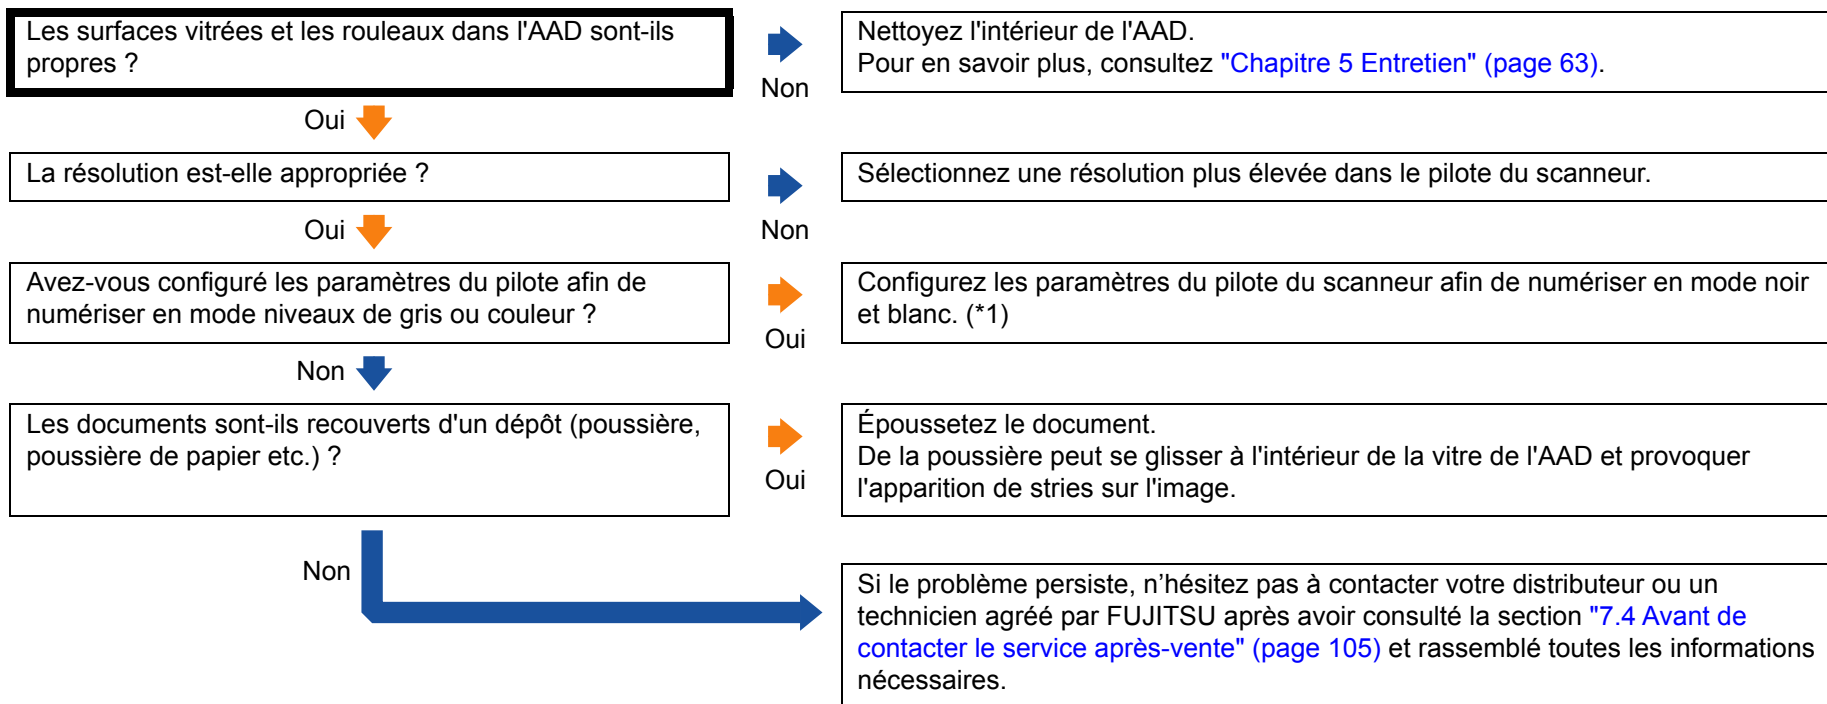 Les surfaces vitrées et les rouleaux dans l'AAD sont-ils
propres ?
Non
Nettoyez l'intérieur de l'AAD.
Pour en savoir plus, consultez "Chapitre 5 Entretien" (page 63).
Oui
La résolution est-elle appropriée ?
Non
Sélectionnez une résolution plus élevée dans le pilote du scanneur.
Oui
Avez-vous configuré les paramètres du pilote afin de
numériser en mode niveaux de gris ou couleur ?
Oui
Configurez les paramètres du pilote du scanneur afin de numériser en mode noir
et blanc. (*1)
Non
Les documents sont-ils recouverts d'un dépôt (poussière,
poussière de papier etc.) ?
Oui
Époussetez le document.
De la poussière peut se glisser à l'intérieur de la vitre de l'AAD et provoquer
l'apparition de stries sur l'image.
Non
Si le problème persiste, n’hésitez pas à contacter votre distributeur ou un
technicien agréé par FUJITSU après avoir consulté la section "7.4 Avant de
contacter le service après-vente" (page 105) et rassemblé toutes les informations
nécessaires.